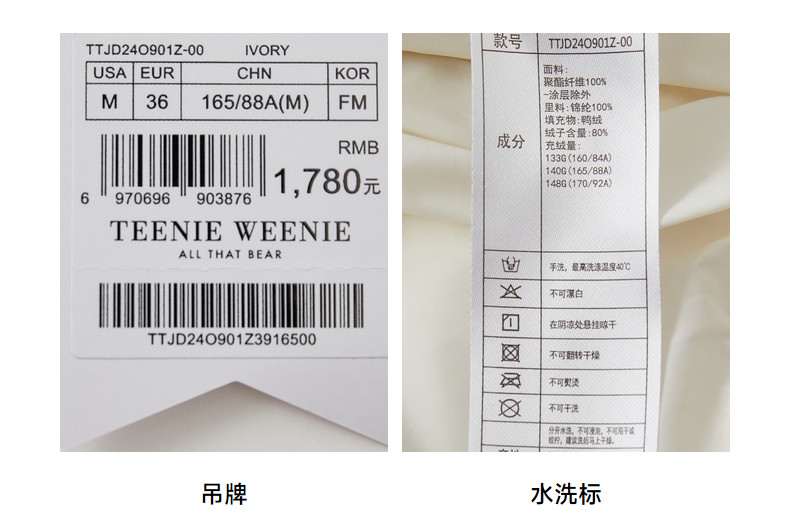 TTJD24O901Z-00 IVORY
USA EUR CHN KOR
M 36 165/88A(M) FM
RMB
1,780元
6 970696 903876
TEENIE WEENIE
ALL THAT BEAR
TTJD24O901Z3916500
吊牌
款号 TTJD24O901Z-00
成分
面料:
聚酯纤维100%
-涂层除外
里料:锦纶100%
填充物:鸭绒
绒子含量:80%
充绒量:
133G(160/84A)
140G(165/88A)
148G(170/92A)
手洗，最高洗涤温度40℃
不可漂白
在阴凉处悬挂晾干
不可翻转干燥
不可熨烫
不可干洗
分开水洗，不可浸泡，不可甩干或
拧绞，建议洗后马上干燥。
水洗标